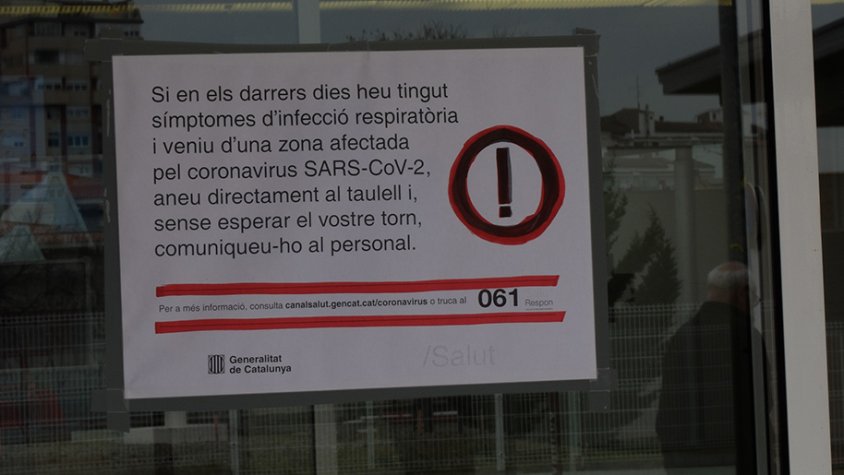 Si en els darrers dies heu tingut
símptomes d'infecció respiratòria
i veniu d'una zona afectada
pel coronavirus SARS-CoV-2,
aneu directament al taulell i,
sense esperar el vostre torn,
comuniqueu-ho al personal.
!
Per a més informació, consulta canalsalut.gencat.cat/coronavirus o truca al 061 Respon
Generalitat
de Catalunya
/Salut